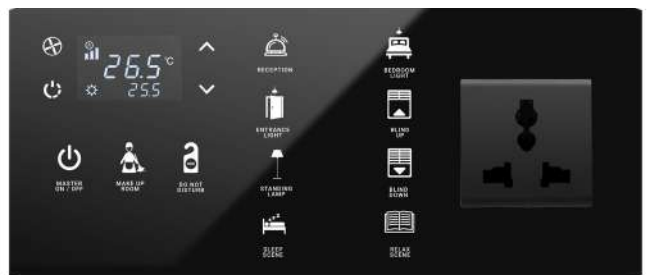 26.5°C
25.5
MASTER
ON / OFF
MAKE UP
ROOM
DO NOT
DISTURB
RECEPTION
ENTRANCE
LIGHT
STANDING
LAMP
SLEEP
SCENE
BEDROOM
LIGHT
BLIND
UP
BLIND
DOWN
RELAX
SCENE